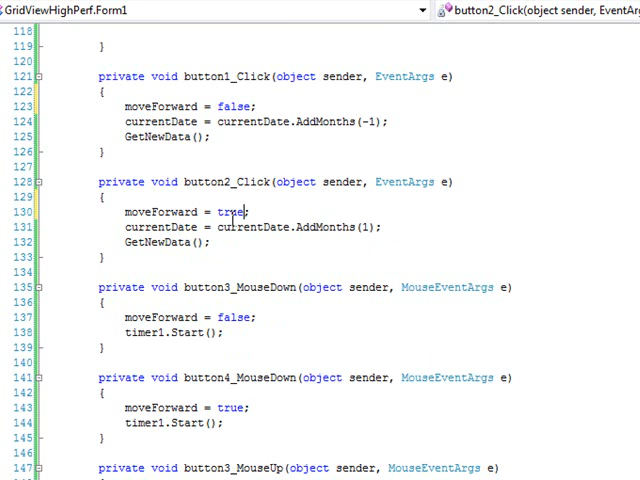 GridViewHighPerf.Form1
button2_Click(object sender, EventAr
118
119 }
120
121 private void button1_Click(object sender, EventArgs e)
122 {
123 moveForward = false;
124 currentDate = currentDate.AddMonths(-1);
125 GetNewData();
126 }
127
128 private void button2_Click(object sender, EventArgs e)
129 {
130 moveForward = true;
131 currentDate = currentDate.AddMonths(1);
132 GetNewData();
133 }
134
135 private void button3_MouseDown(object sender, MouseEventArgs e)
136 {
137 moveForward = false;
138 timer1.Start();
139 }
140
141 private void button4_MouseDown(object sender, MouseEventArgs e)
142 {
143 moveForward = true;
144 timer1.Start();
145 }
146
147 private void button3_MouseUp(object sender, MouseEventArgs e)